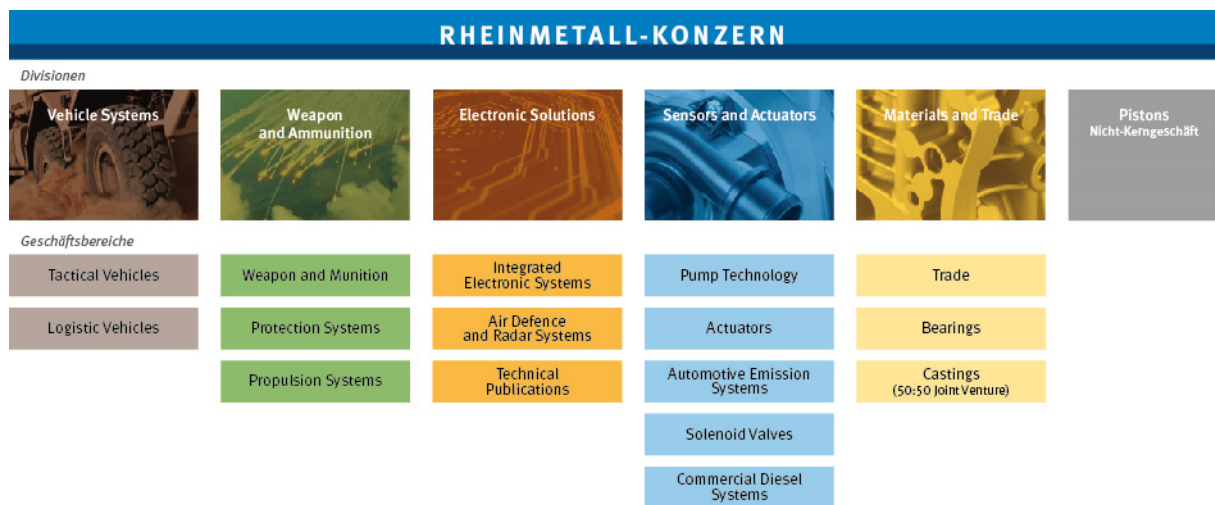 RHEINMETALL-KONZERN
Divisionen
Vehicle Systems
Weapon
and Ammunition
Electronic Solutions
Sensors and Actuators
Materials and Trade
Pistons
Nicht-Kerngeschäft
Geschäftsbereiche
Tactical Vehicles
Logistic Vehicles
Weapon and Munition
Protection Systems
Propulsion Systems
Integrated
Electronic Systems
Air Defence
and Radar Systems
Technical
Publications
Pump Technology
Actuators
Automotive Emission
Systems
Solenoid Valves
Commercial Diesel
Systems
Trade
Bearings
Castings
(50:50 Joint Venture)